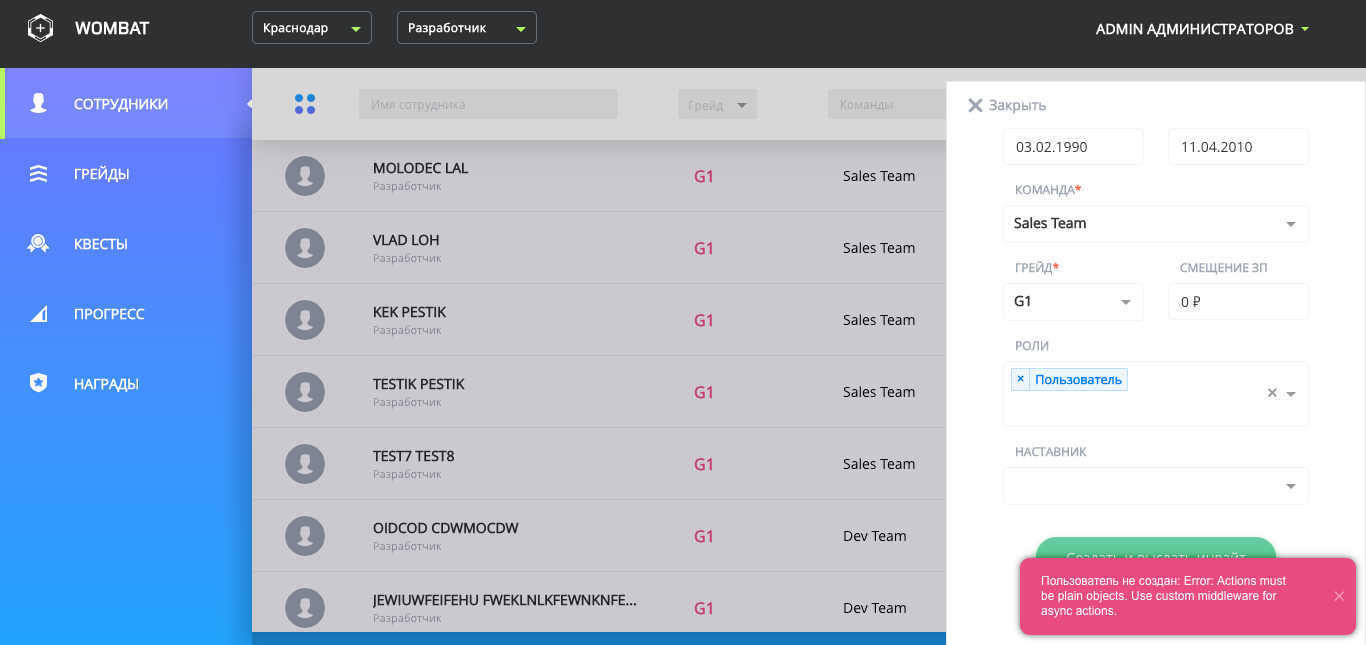 WOMBAT
Краснодар
Разработчик
ADMIN АДМИНИСТРАТОРОВ
СОТРУДНИКИ
ГРЕЙДЫ
КВЕСТЫ
ПРОГРЕСС
НАГРАДЫ
Имя сотрудника
Грейд
Команды
MOLODEC LAL
Разработчик
G1
Sales Team
VLAD LOH
Разработчик
G1
Sales Team
KEK PESTIK
Разработчик
G1
Sales Team
TESTIK PESTIK
Разработчик
G1
Sales Team
TEST7 TEST8
Разработчик
G1
Sales Team
OIDCOD CDWMOCDW
Разработчик
G1
Dev Team
JEWIUWFEIFEHU FWEKLNLKFEWNKNFE...
Разработчик
G1
Dev Team
Закрыть
03.02.1990
11.04.2010
КОМАНДА*
Sales Team
ГРЕЙД*
СМЕЩЕНИЕ ЗП
G1
0 ₽
РОЛИ
× Пользователь
×
НАСТАВНИК
Создать и выслать инвайт
Пользователь не создан: Error: Actions must
be plain objects. Use custom middleware for
async actions.